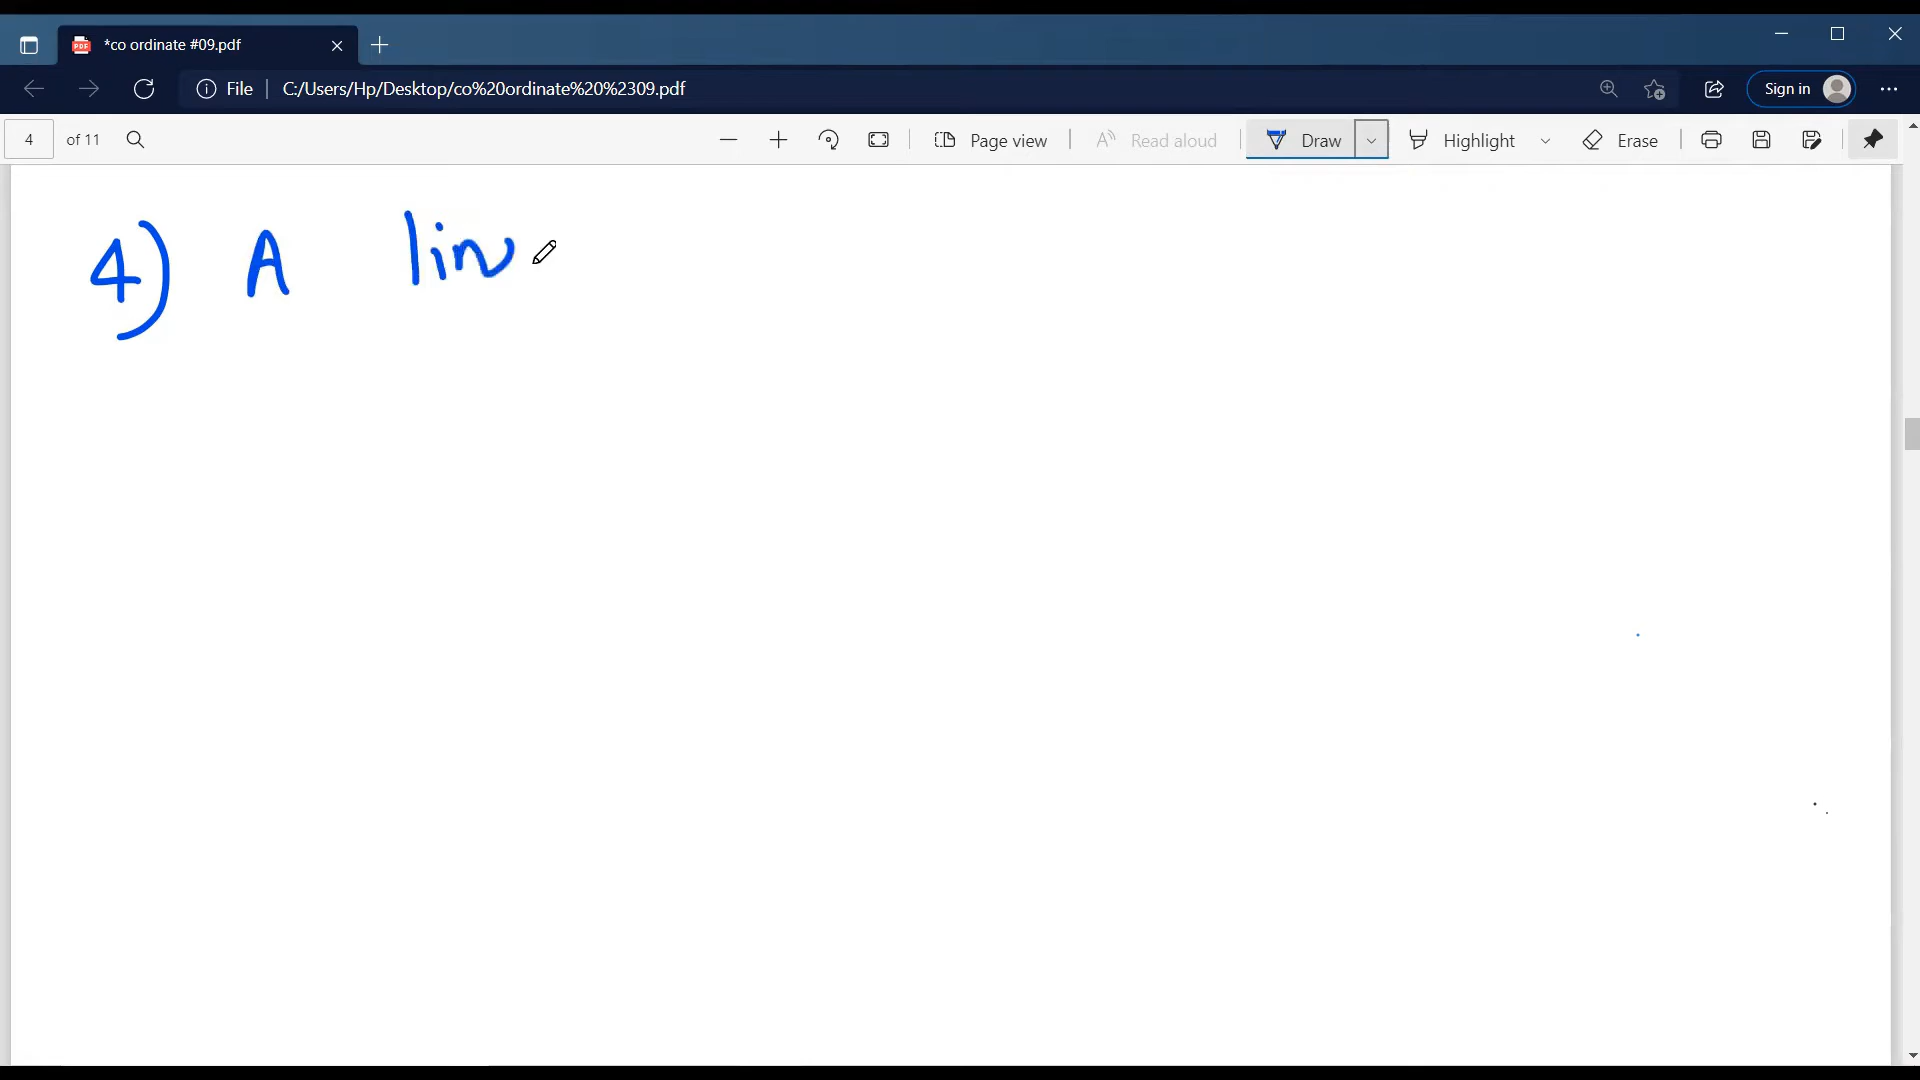 *co ordinate #09.pdf
File C:/Users/Hp/Desktop/co%20ordinate%20%2309.pdf Sign in
4 of 11 Page view Read aloud Draw Highlight Erase
4) A lin